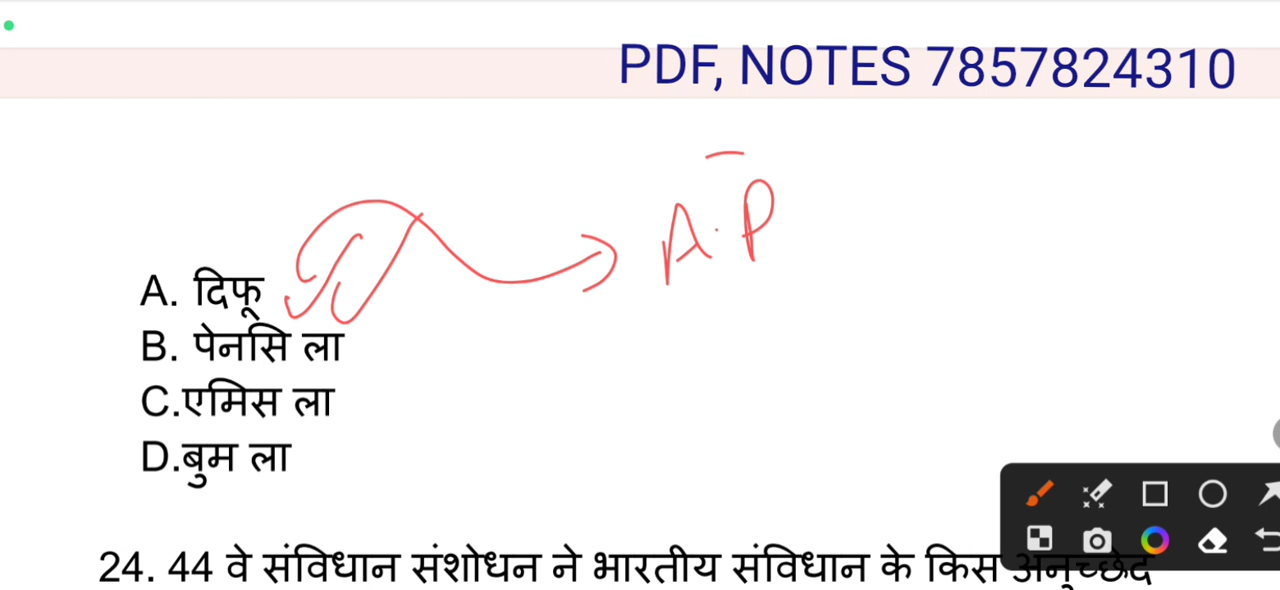 PDF, NOTES 7857824310
A.P
A. दिफू
B. पेनसि ला
C.एमिस ला
D.बुम ला
24. 44 वे संविधान संशोधन ने भारतीय संविधान के किस अनुच्छेद